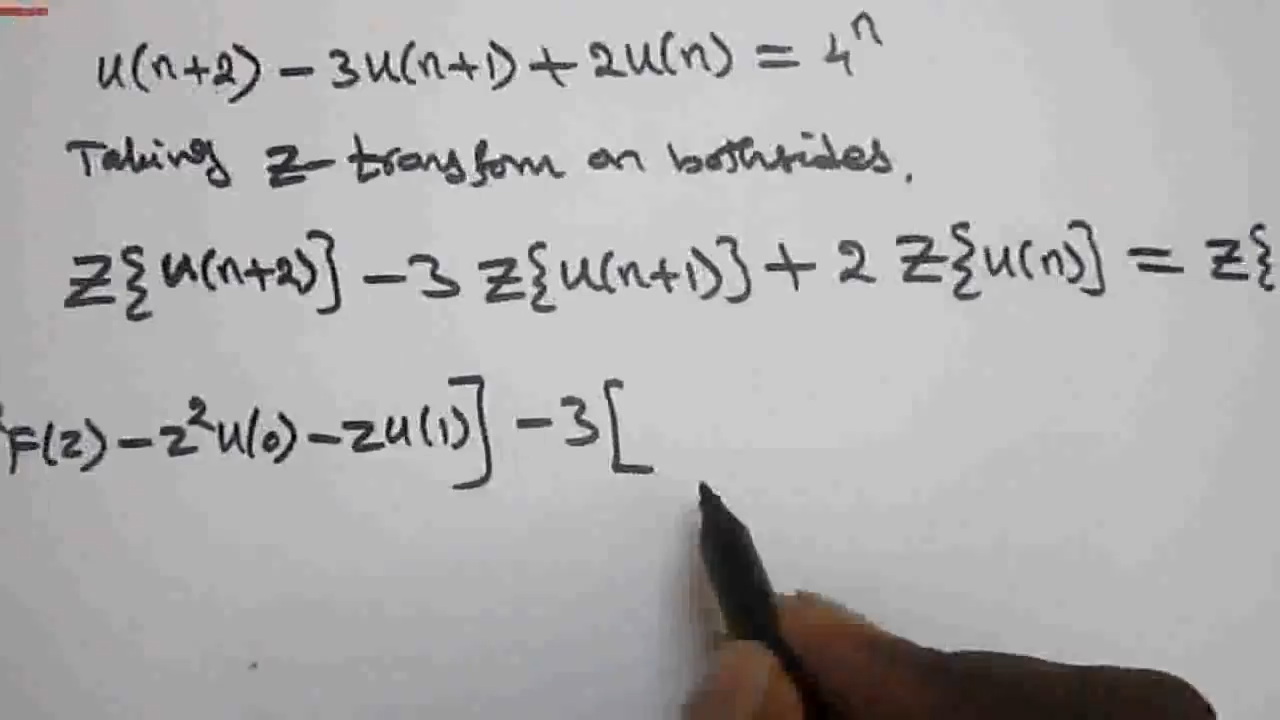 u(n+2) - 3u(n+1) + 2u(n) = 4ⁿ
Taking Z-transform on bothsides.
Z{u(n+2)} - 3 Z{u(n+1)} + 2 Z{u(n)} = Z{
F(z) - z²u(0) - zu(1)] - 3[